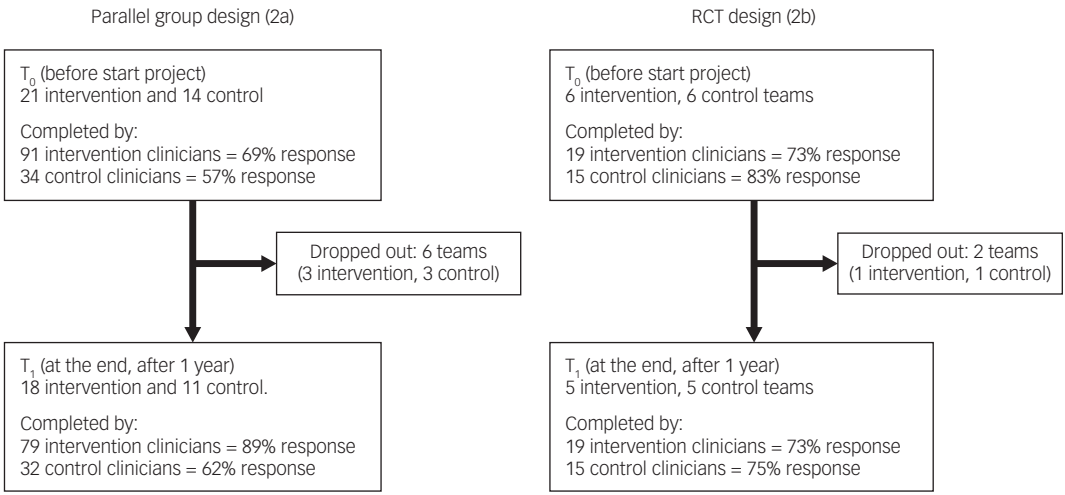 Parallel group design (2a)
T0 (before start project)
21 intervention and 14 control
Completed by:
91 intervention clinicians = 69% response
34 control clinicians = 57% response
Dropped out: 6 teams
(3 intervention, 3 control)
T1 (at the end, after 1 year)
18 intervention and 11 control.
Completed by:
79 intervention clinicians = 89% response
32 control clinicians = 62% response
RCT design (2b)
T0 (before start project)
6 intervention, 6 control teams
Completed by:
19 intervention clinicians = 73% response
15 control clinicians = 83% response
Dropped out: 2 teams
(1 intervention, 1 control)
T1 (at the end, after 1 year)
5 intervention, 5 control teams
Completed by:
19 intervention clinicians = 73% response
15 control clinicians = 75% response